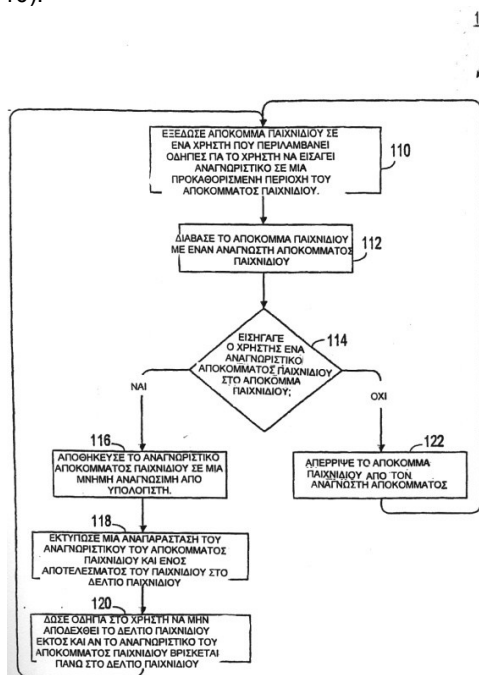 1
ΕΞΕΔΩΣΕ ΑΠΟΚΟΜΜΑ ΠΑΙΧΝΙΔΙΟΥ ΣΕ
ΕΝΑ ΧΡΗΣΤΗ ΠΟΥ ΠΕΡΙΛΑΜΒΑΝΕΙ
ΟΔΗΓΙΕΣ ΓΙΑ ΤΟ ΧΡΗΣΤΗ ΝΑ ΕΙΣΑΓΕΙ
ΑΝΑΓΝΩΡΙΣΤΙΚΟ ΣΕ ΜΙΑ
ΠΡΟΚΑΘΟΡΙΣΜΕΝΗ ΠΕΡΙΟΧΗ ΤΟΥ
ΑΠΟΚΟΜΜΑΤΟΣ ΠΑΙΧΝΙΔΙΟΥ.
110
ΔΙΑΒΑΣΕ ΤΟ ΑΠΟΚΟΜΜΑ ΠΑΙΧΝΙΔΙΟΥ
ΜΕ ΕΝΑΝ ΑΝΑΓΝΩΣΤΗ ΑΠΟΚΟΜΜΑΤΟΣ
ΠΑΙΧΝΙΔΙΟΥ
112
ΕΙΣΗΓΑΓΕ
Ο ΧΡΗΣΤΗΣ ΕΝΑ
ΑΝΑΓΝΩΡΙΣΤΙΚΟ
ΑΠΟΚΟΜΜΑΤΟΣ ΠΑΙΧΝΙΔΙΟΥ
ΣΤΟ ΑΠΟΚΟΜΜΑ
ΠΑΙΧΝΙΔΙΟΥ;
114
ΝΑΙ
ΟΧΙ
116
ΑΠΟΘΗΚΕΥΣΕ ΤΟ ΑΝΑΓΝΩΡΙΣΤΙΚΟ
ΑΠΟΚΟΜΜΑΤΟΣ ΠΑΙΧΝΙΔΙΟΥ ΣΕ ΜΙΑ
ΜΝΗΜΗ ΑΝΑΓΝΩΣΙΜΗ ΑΠΟ
ΥΠΟΛΟΓΙΣΤΗ.
122
ΑΠΕΡΡΙΨΕ ΤΟ ΑΠΟΚΟΜΜΑ
ΠΑΙΧΝΙΔΙΟΥ ΑΠΟ ΤΟΝ
ΑΝΑΓΝΩΣΤΗ ΑΠΟΚΟΜΜΑΤΟΣ
118
ΕΚΤΥΠΩΣΕ ΜΙΑ ΑΝΑΠΑΡΑΣΤΑΣΗ ΤΟΥ
ΑΝΑΓΝΩΡΙΣΤΙΚΟΥ ΤΟΥ ΑΠΟΚΟΜΜΑΤΟΣ
ΠΑΙΧΝΙΔΙΟΥ ΚΑΙ ΕΝΟΣ
ΑΠΟΤΕΛΕΣΜΑΤΟΣ ΤΟΥ ΠΑΙΧΝΙΔΙΟΥ ΣΤΟ
ΔΕΛΤΙΟ ΠΑΙΧΝΙΔΙΟΥ
120
ΔΩΣΕ ΟΔΗΓΙΑ ΣΤΟ ΧΡΗΣΤΗ ΝΑ ΜΗΝ
ΑΠΟΔΕΧΘΕΙ ΤΟ ΔΕΛΤΙΟ ΠΑΙΧΝΙΔΙΟΥ
ΕΚΤΟΣ ΚΑΙ ΑΝ ΤΟ ΑΝΑΓΝΩΡΙΣΤΙΚΟ ΤΟΥ
ΑΠΟΚΟΜΜΑΤΟΣ ΠΑΙΧΝΙΔΙΟΥ ΒΡΙΣΚΕΤΑΙ
ΠΑΝΩ ΣΤΟ ΔΕΛΤΙΟ ΠΑΙΧΝΙΔΙΟΥ